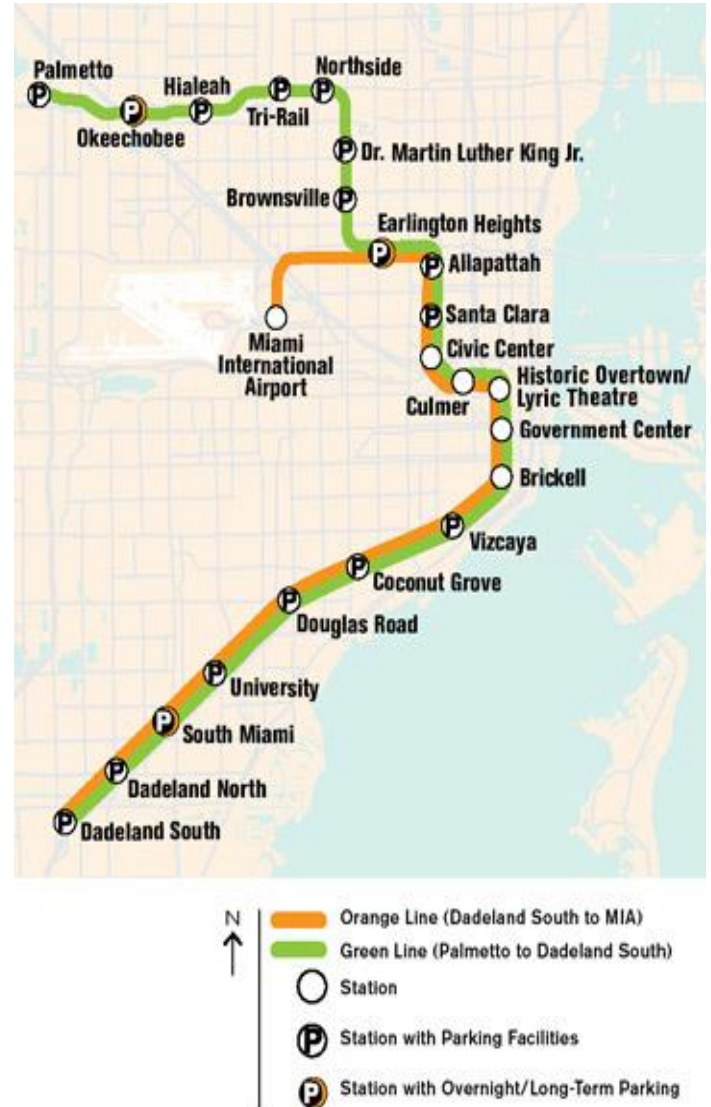 Palmetto
Hialeah
Northside
Okeechobee
Tri-Rail
Dr. Martin Luther King Jr.
Brownsville
Earlington Heights
Allapattah
Miami
International
Airport
Santa Clara
Civic Center
Culmer
Historic Overtown/
Lyric Theatre
Government Center
Brickell
Vizcaya
Coconut Grove
Douglas Road
University
South Miami
Dadeland North
Dadeland South
N
Orange Line (Dadeland South to MIA)
Green Line (Palmetto to Dadeland South)
Station
P
Station with Parking Facilities
P
Station with Overnight/Long-Term Parking